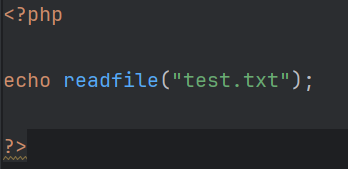 <?php
echo readfile("test.txt");
?>